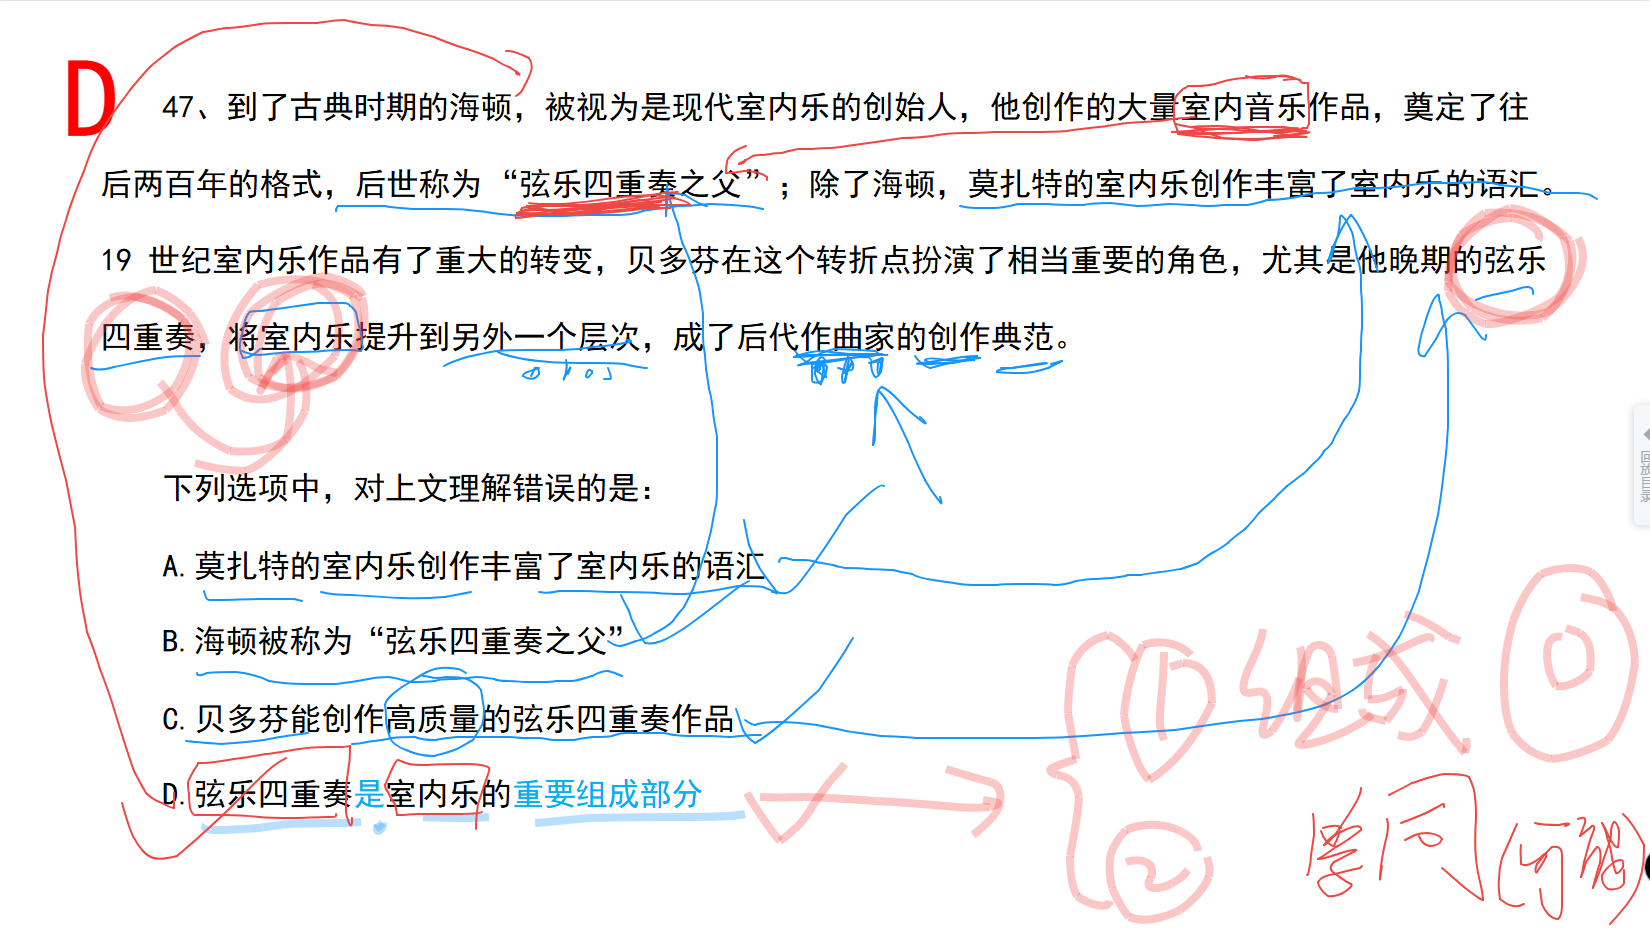 D
47、到了古典时期的海顿，被视为是现代室内乐的创始人，他创作的大量室内音乐作品，奠定了往
后两百年的格式，后世称为“弦乐四重奏之父”；除了海顿，莫扎特的室内乐创作丰富了室内乐的语汇。
19 世纪室内乐作品有了重大的转变，贝多芬在这个转折点扮演了相当重要的角色，尤其是他晚期的弦乐
四重奏，将室内乐提升到另外一个层次，成了后代作曲家的创作典范。
下列选项中，对上文理解错误的是：
A.莫扎特的室内乐创作丰富了室内乐的语汇
B.海顿被称为“弦乐四重奏之父”
C.贝多芬能创作高质量的弦乐四重奏作品
D.弦乐四重奏是室内乐的重要组成部分
① 组成
②
学问
回放目录